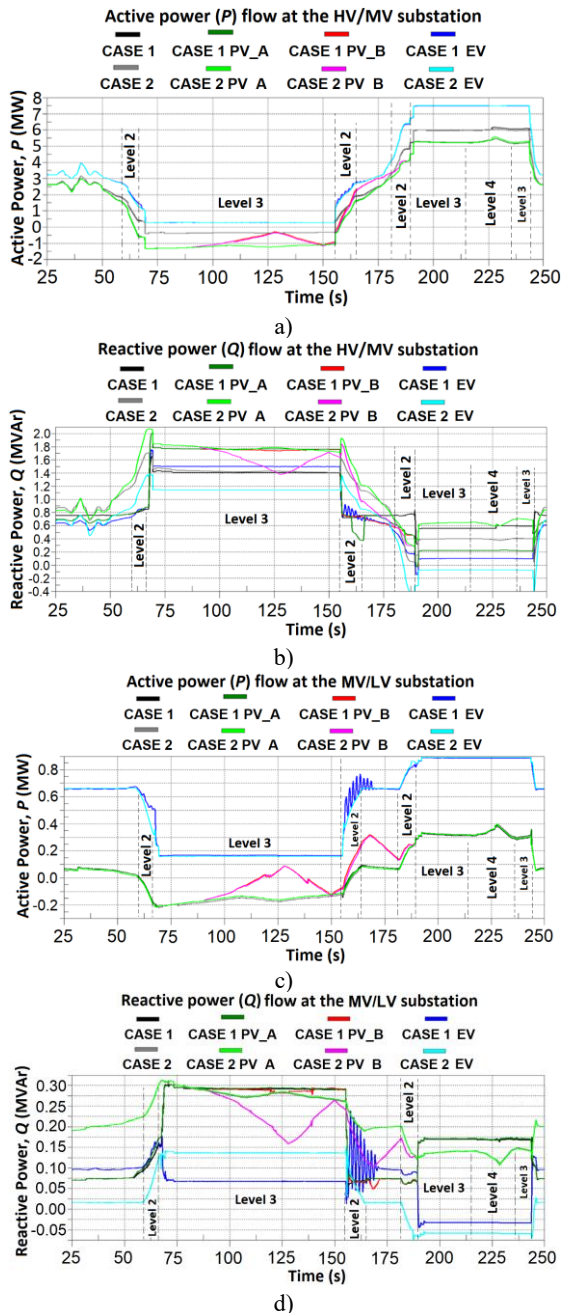 Active power (P) flow at the HV/MV substation
CASE 1 CASE 1 PV_A CASE 1 PV_B CASE 1 EV
CASE 2 CASE 2 PV A CASE 2 PV B CASE 2 EV
Active Power, P (MW)
8
7
6
5
4
3
2
1
0
-1
-2
Level 2
Level 3
Level 2
Level 2
Level 3
Level 4
Level 3
25 50 75 100 125 150 175 200 225 250
Time (s)
a)
Reactive power (Q) flow at the HV/MV substation
CASE 1 CASE 1 PV_A CASE 1 PV_B CASE 1 EV
CASE 2 CASE 2 PV A CASE 2 PV B CASE 2 EV
Reactive Power, Q (MVAr)
2.0
1.8
1.6
1.4
1.2
1.0
0.8
0.6
0.4
0.2
0.0
-0.2
-0.4
Level 2
Level 3
Level 2
Level 2
Level 3
Level 4
Level 3
25 50 75 100 125 150 175 200 225 250
Time (s)
b)
Active power (P) flow at the MV/LV substation
CASE 1 CASE 1 PV_A CASE 1 PV_B CASE 1 EV
CASE 2 CASE 2 PV A CASE 2 PV B CASE 2 EV
Active Power, P (MW)
0.8
0.6
0.4
0.2
0.0
-0.2
Level 2
Level 3
Level 2
Level 2
Level 3
Level 4
Level 3
25 50 75 100 125 150 175 200 225 250
Time (s)
c)
Reactive power (Q) flow at the MV/LV substation
CASE 1 CASE 1 PV_A CASE 1 PV_B CASE 1 EV
CASE 2 CASE 2 PV A CASE 2 PV B CASE 2 EV
Reactive Power, Q (MVAr)
0.30
0.25
0.20
0.15
0.10
0.05
0.00
-0.05
Level 2
Level 3
Level 2
Level 2
Level 3
Level 4
Level 3
25 50 75 100 125 150 175 200 225 250
Time (s)
d)